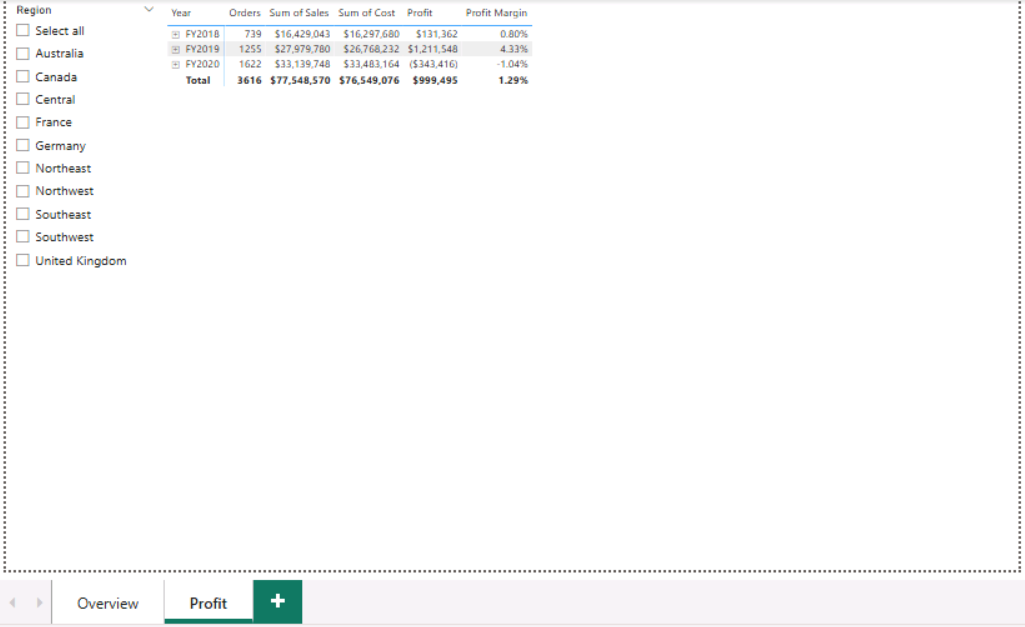 Region
Select all
Australia
Canada
Central
France
Germany
Northeast
Northwest
Southeast
Southwest
United Kingdom
Year Orders Sum of Sales Sum of Cost Profit Profit Margin
FY2018 739 $16,429,043 $16,297,680 $131,362 0.80%
FY2019 1255 $27,979,780 $26,768,232 $1,211,548 4.33%
FY2020 1622 $33,139,748 $33,483,164 ($343,416) -1.04%
Total 3616 $77,548,570 $76,549,076 $999,495 1.29%
Overview Profit +